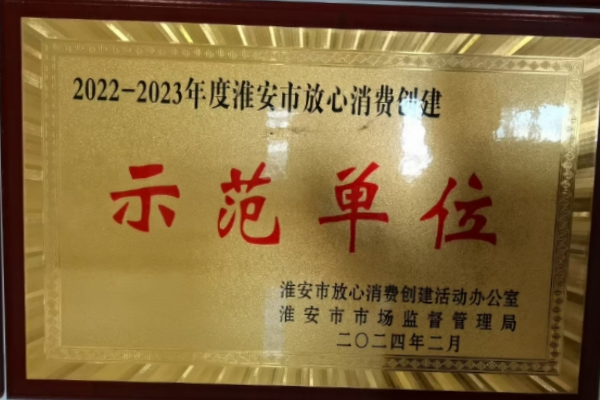 2022-2023年度淮安市放心消费创建
示范单位
淮安市放心消费创建活动办公室
淮安市市场监督管理局
二〇二四年二月